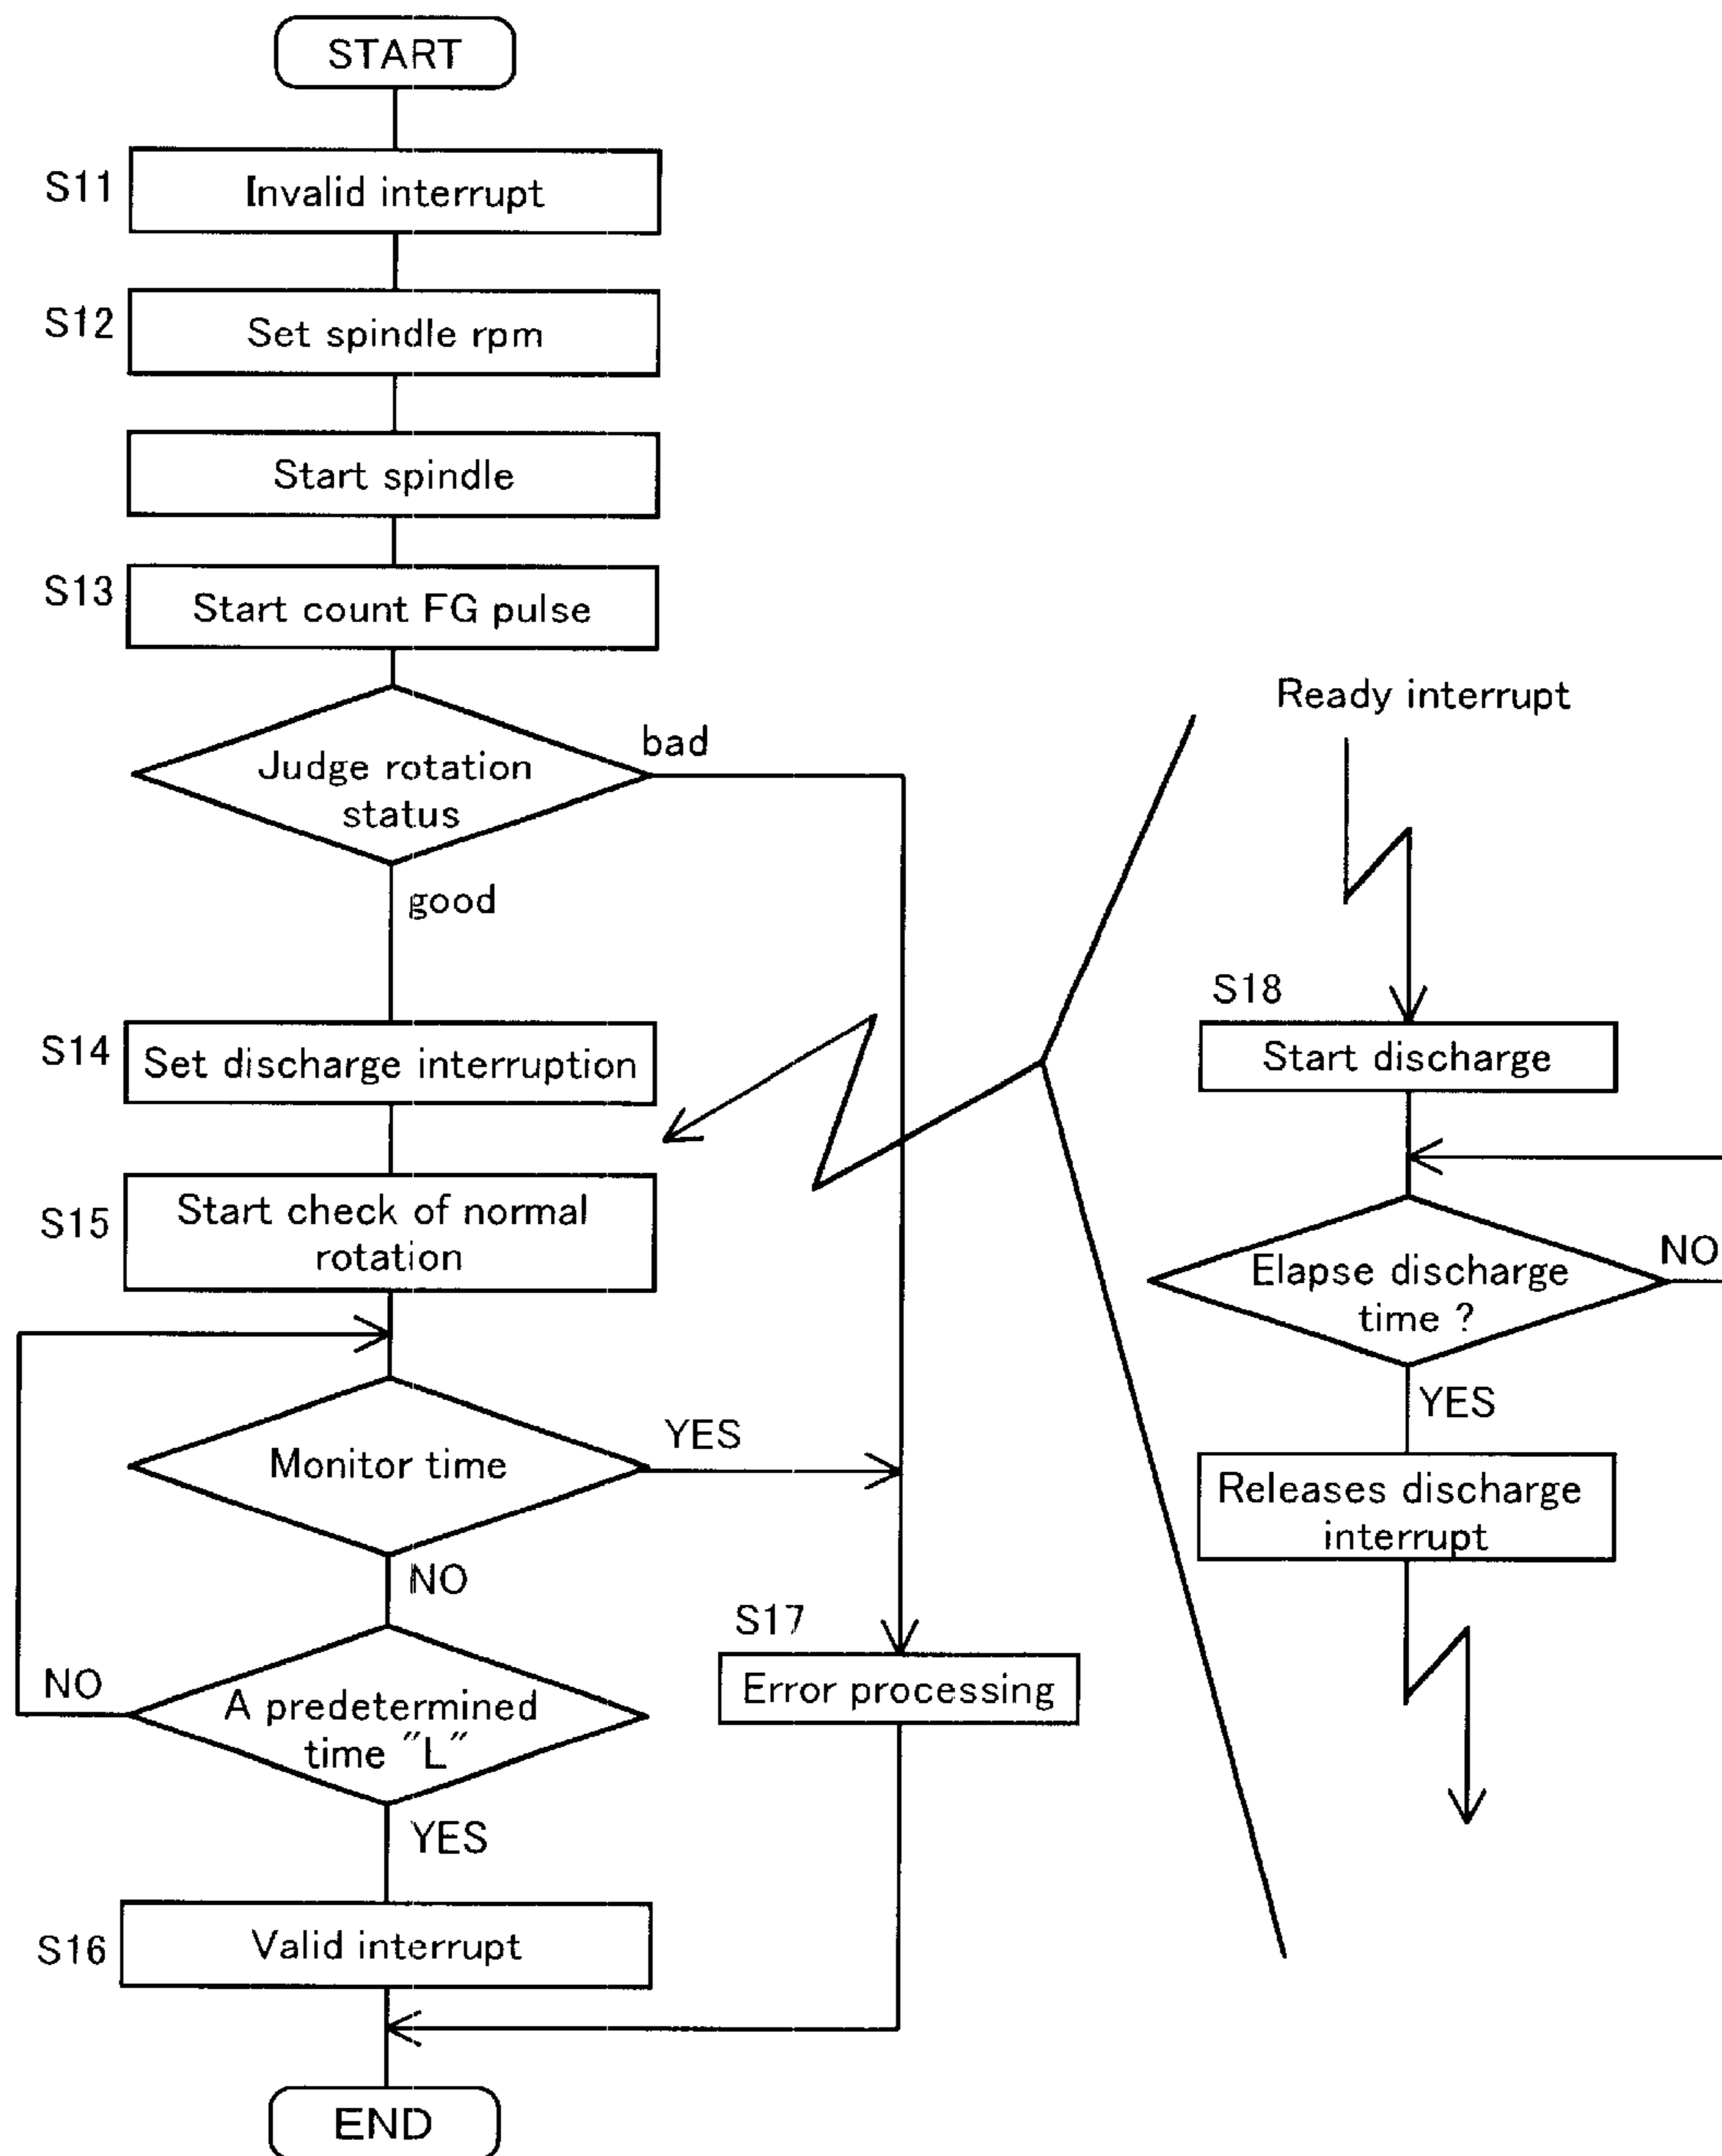 START
S11
Invalid interrupt
S12
Set spindle rpm
Start spindle
S13
Start count FG pulse
Judge rotation
status
bad
good
S14
Set discharge interruption
S15
Start check of normal
rotation
Monitor time
YES
NO
A predetermined
time "L"
NO
YES
S16
Valid interrupt
S17
Error processing
END
Ready interrupt
S18
Start discharge
Elapse discharge
time ?
NO
YES
Releases discharge
interrupt